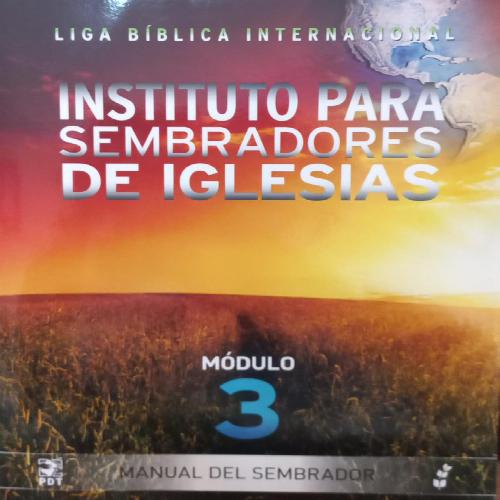 LIGA BÍBLICA INTERNACIONAL
INSTITUTO PARA
SEMBRADORES
DE IGLESIAS
MÓDULO
3
MANUAL DEL SEMBRADOR
PDT